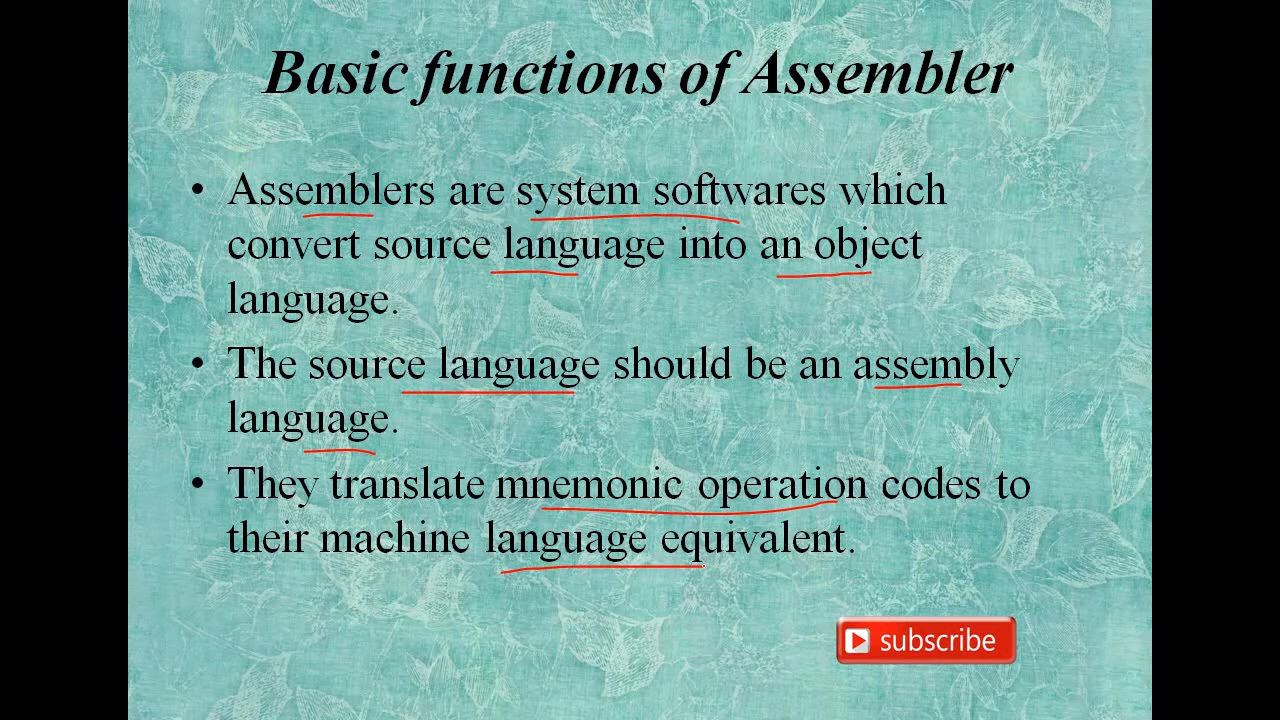 Basic functions of Assembler
• Assemblers are system softwares which
convert source language into an object
language.
• The source language should be an assembly
language.
• They translate mnemonic operation codes to
their machine language equivalent.
subscribe